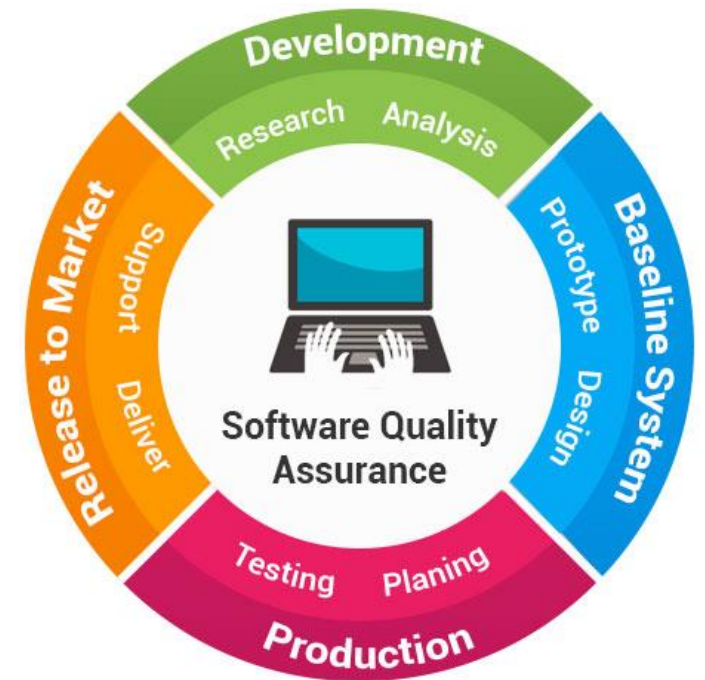 Development
Research Analysis
Baseline System
Prototype Design
Production
Testing Planing
Release to Market
Deliver Support
Software Quality
Assurance